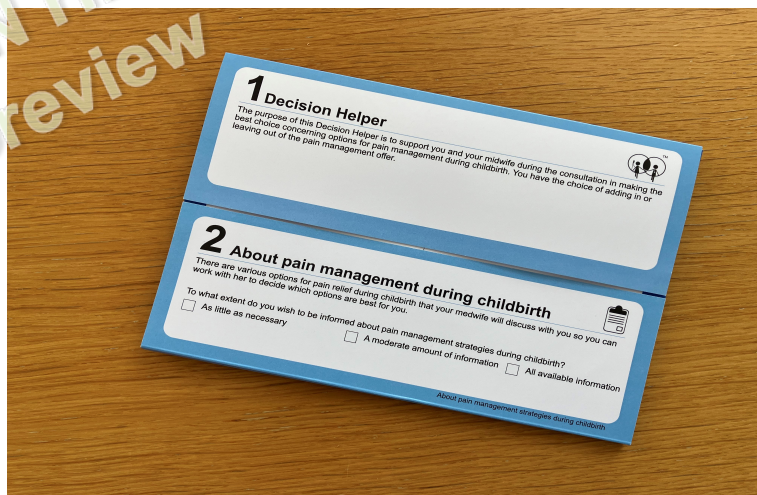 review
1 Decision Helper
The purpose of this Decision Helper is to support you and your midwife during the consultation in making the
best choice concerning options for pain management during childbirth. You have the choice of adding in or
leaving out of the pain management offer.
TM
2 About pain management during childbirth
There are various options for pain relief during childbirth that your medwife will discuss with you so you can
work with her to decide which options are best for you.
To what extent do you wish to be informed about pain management strategies during childbirth?
As little as necessary
A moderate amount of information
All available information
About pain management strategies during childbirth